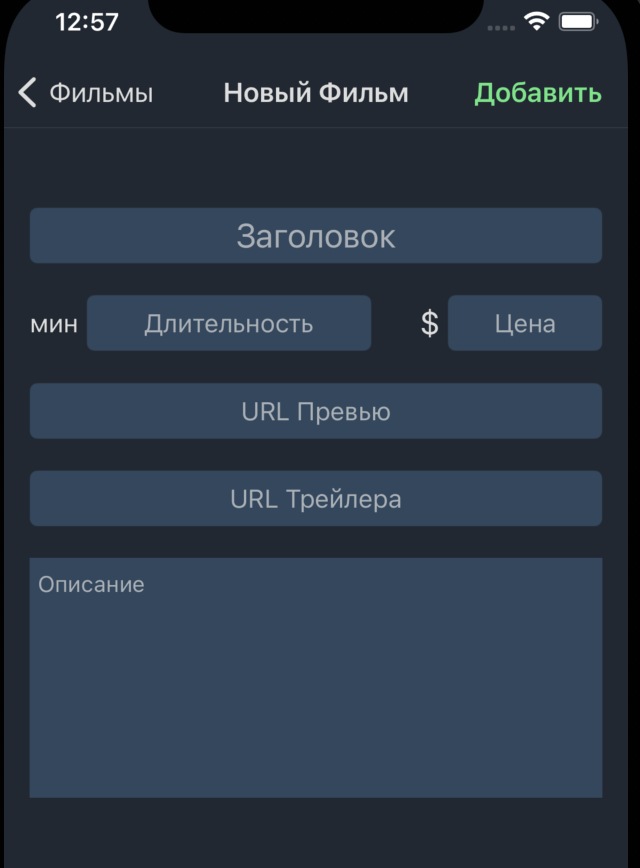 12:57
Фильмы Новый Фильм Добавить
Заголовок
мин Длительность $ Цена
URL Превью
URL Трейлера
Описание